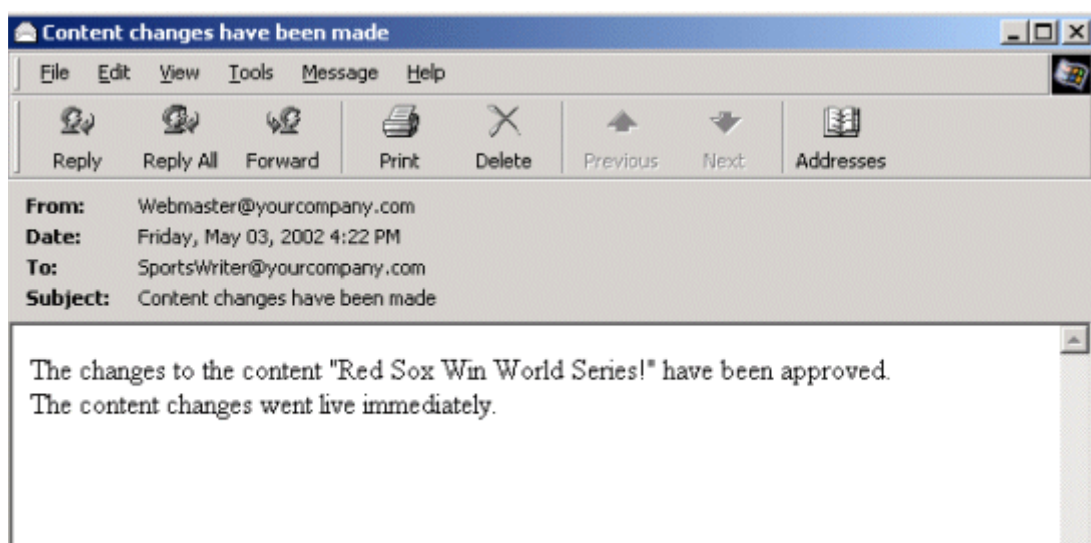 Content changes have been made
File Edit View Tools Message Help
Reply Reply All Forward Print Delete Previous Next Addresses
From: Webmaster@yourcompany.com
Date: Friday, May 03, 2002 4:22 PM
To: SportsWriter@yourcompany.com
Subject: Content changes have been made
The changes to the content "Red Sox Win World Series!" have been approved.
The content changes went live immediately.